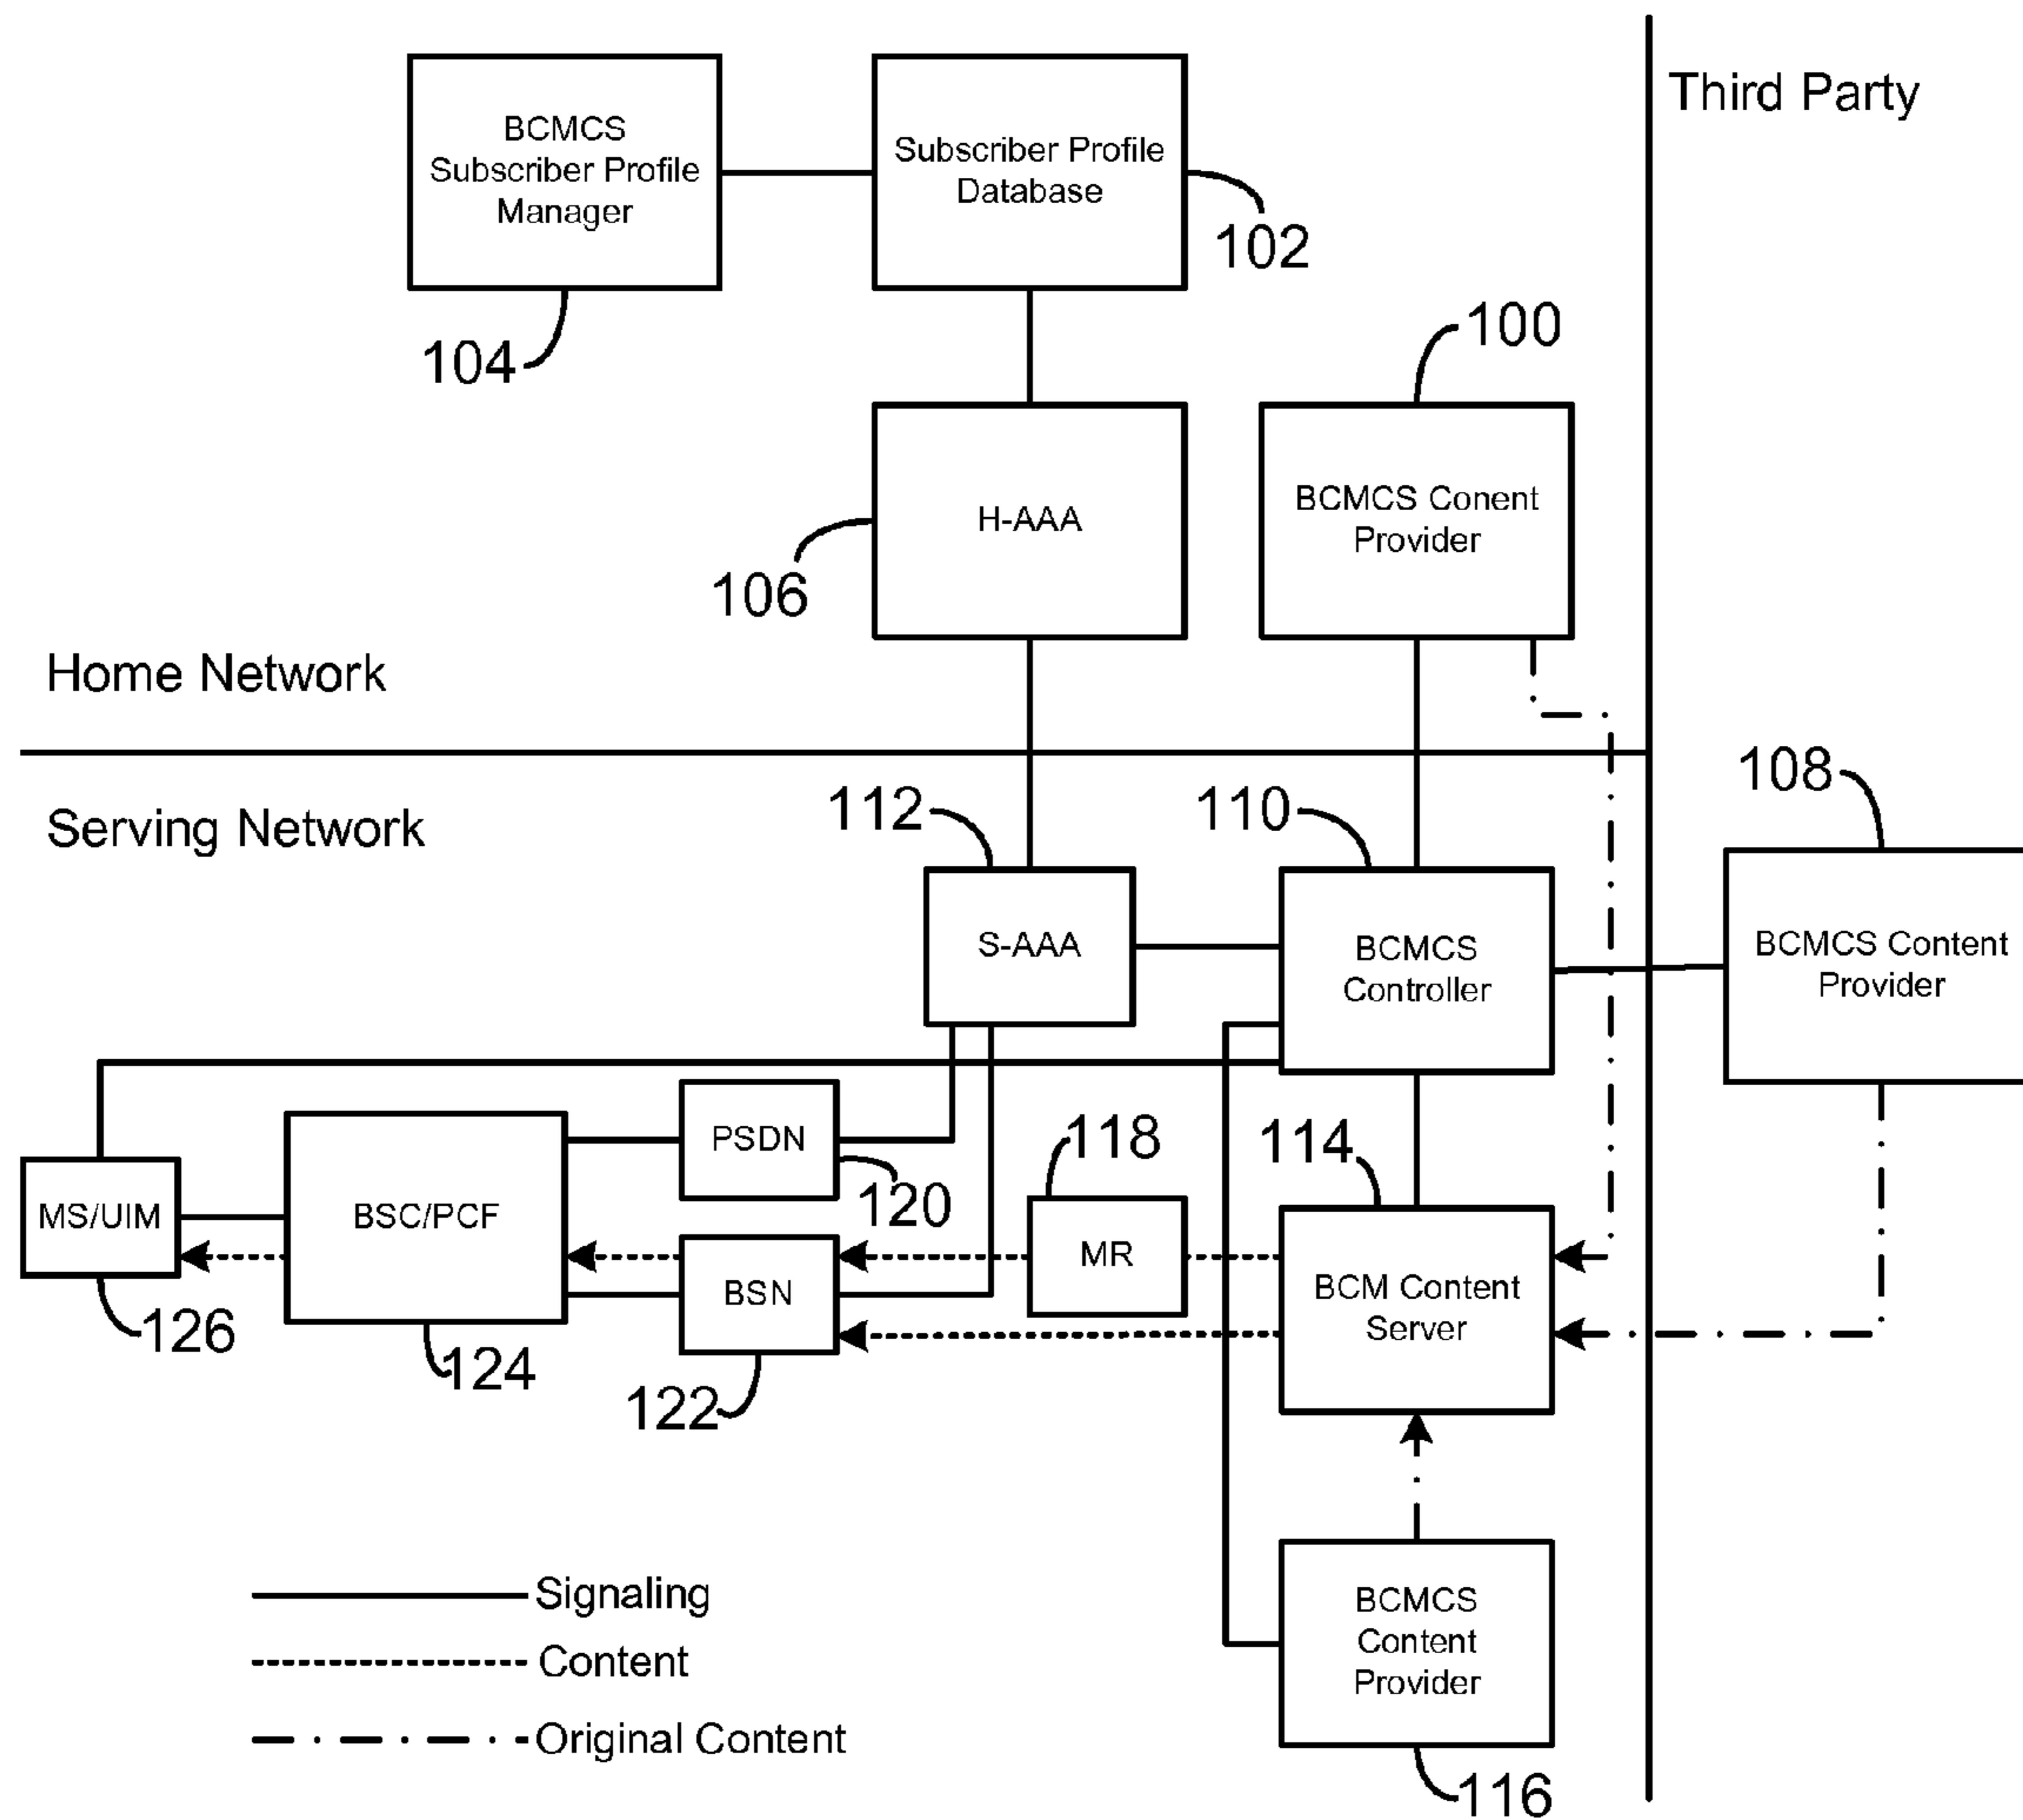 Third Party
BCMCS
Subscriber Profile
Manager
Subscriber Profile
Database
102
104
100
H-AAA
BCMCS Conent
Provider
106
Home Network
Serving Network
112
110
108
S-AAA
BCMCS
Controller
BCMCS Content
Provider
PSDN
118
114
120
MS/UIM
BSC/PCF
MR
BSN
BCM Content
Server
126
124
122
Signaling
Content
Original Content
BCMCS
Content
Provider
116